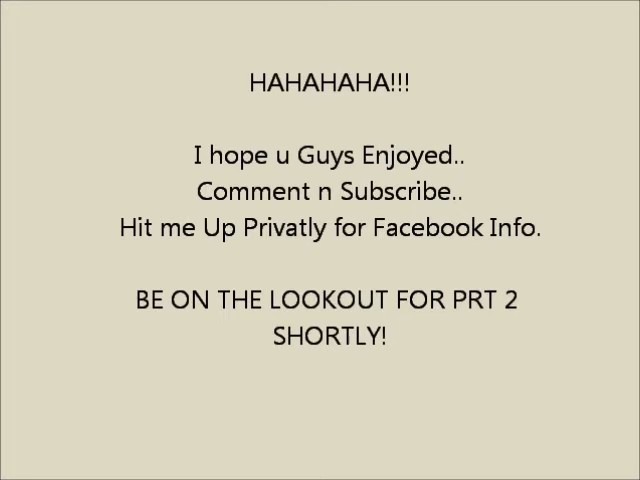 HAHAHAHA!!!
I hope u Guys Enjoyed..
Comment n Subscribe..
Hit me Up Privatly for Facebook Info.
BE ON THE LOOKOUT FOR PRT 2
SHORTLY!